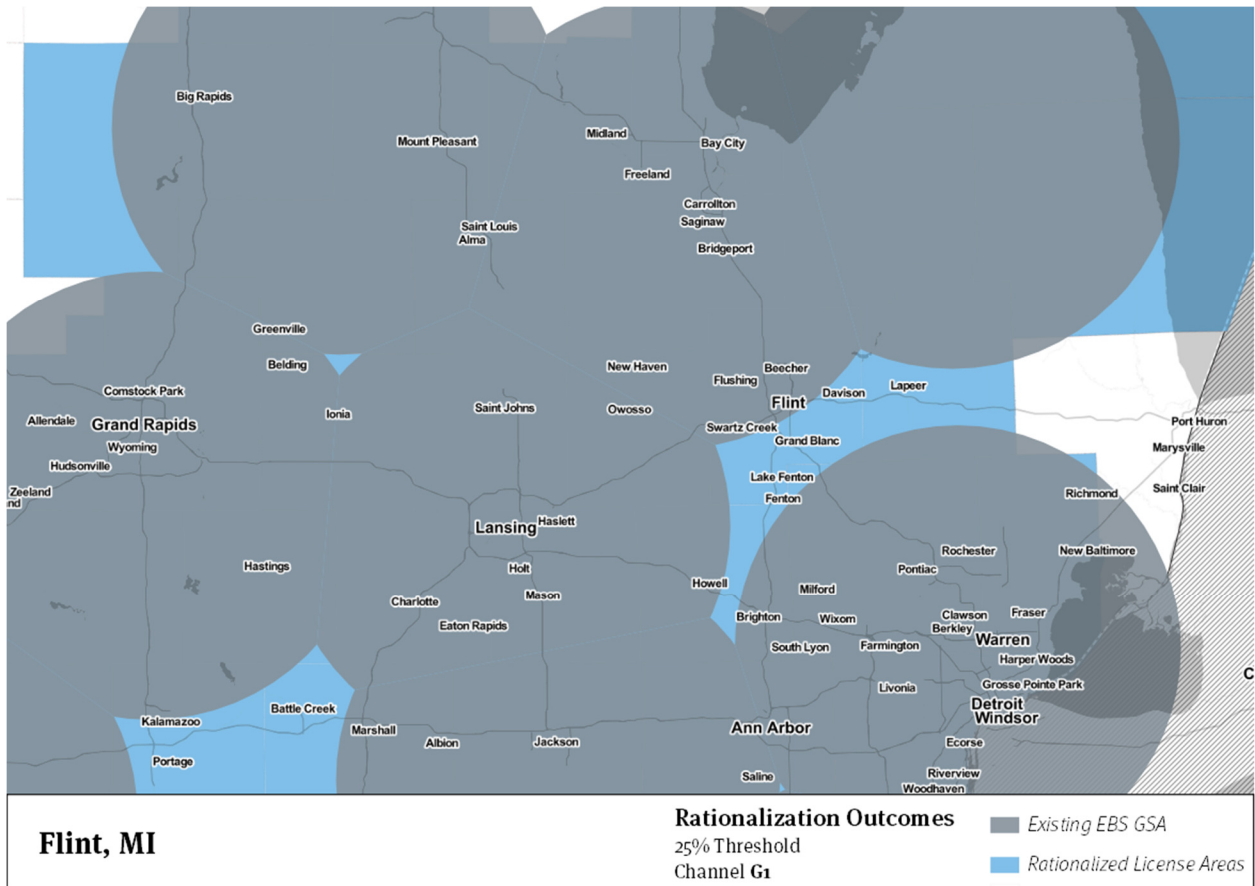 Big Rapids
Mount Pleasant
Midland
Bay City
Freeland
Carrollton
Saginaw
Saint Louis
Alma
Bridgeport
Greenville
Belding
New Haven
Beecher
Flushing
Comstock Park
Davison
Lapeer
Flint
Ionia
Saint Johns
Owosso
Allendale
Grand Rapids
Swartz Creek
Port Huron
Grand Blanc
Wyoming
Marysville
Hudsonville
Lake Fenton
Zeeland
nd
Fenton
Richmond
Saint Clair
Lansing
Haslett
Rochester
New Baltimore
Hastings
Holt
Pontiac
Howell
Milford
Mason
Charlotte
Eaton Rapids
Brighton
Wixom
Clawson
Fraser
Berkley
Warren
South Lyon
Farmington
Harper Woods
C
Livonia
Grosse Pointe Park
Battle Creek
Detroit
Windsor
Kalamazoo
Marshall
Albion
Jackson
Ann Arbor
Ecorse
Portage
Saline
Riverview
Woodhaven
Flint, MI
Rationalization Outcomes
25% Threshold
Channel G1
Existing EBS GSA
Rationalized License Areas